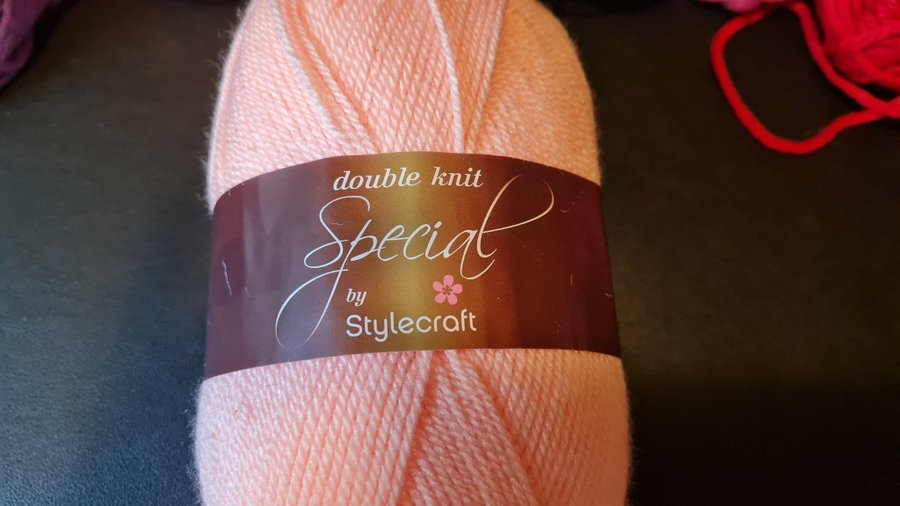 double knit
Special
by
Stylecraft